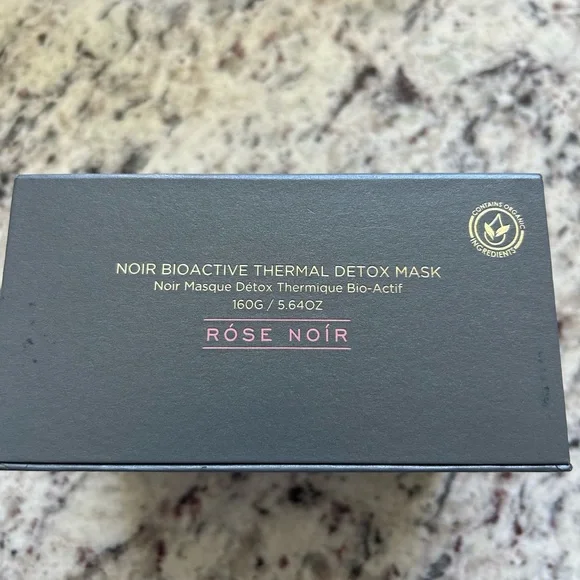 CONTAINS ORGANIC
INGREDIENTS
NOIR BIOACTIVE THERMAL DETOX MASK
Noir Masque Détox Thermique Bio-Actif
160G / 5.64OZ
RÓSE NOÍR